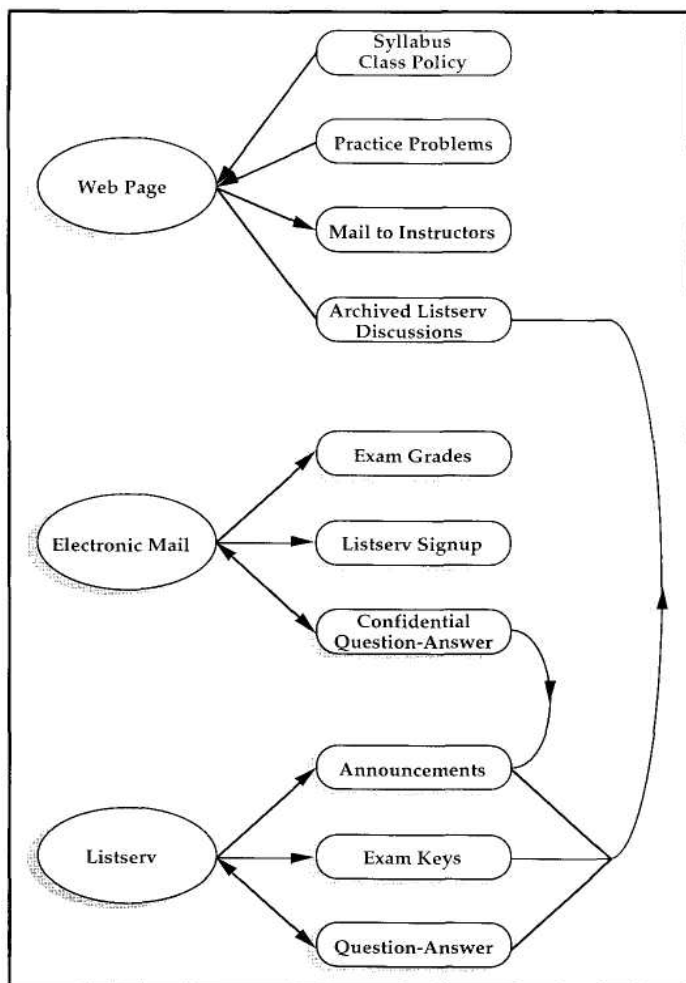 Syllabus
Class Policy
Practice Problems
Web Page
Mail to Instructors
Archived Listserv
Discussions
Exam Grades
Electronic Mail
Listserv Signup
Confidential
Question-Answer
Announcements
Listserv
Exam Keys
Question-Answer